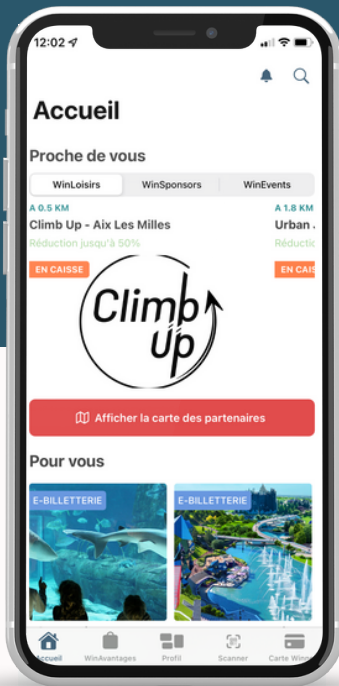 12:02
Accueil
Proche de vous
WinLoisirs WinSponsors WinEvents
A 0.5 KM A 1.8 KM
Climb Up - Aix Les Milles Urban
Réduction jusqu'à 50%
EN CAISSE
Climb
Up
Afficher la carte des partenaires
Pour vous
E-BILLETTERIE E-BILLETTERIE
Accueil WinAvantages Profil Scanner Carte